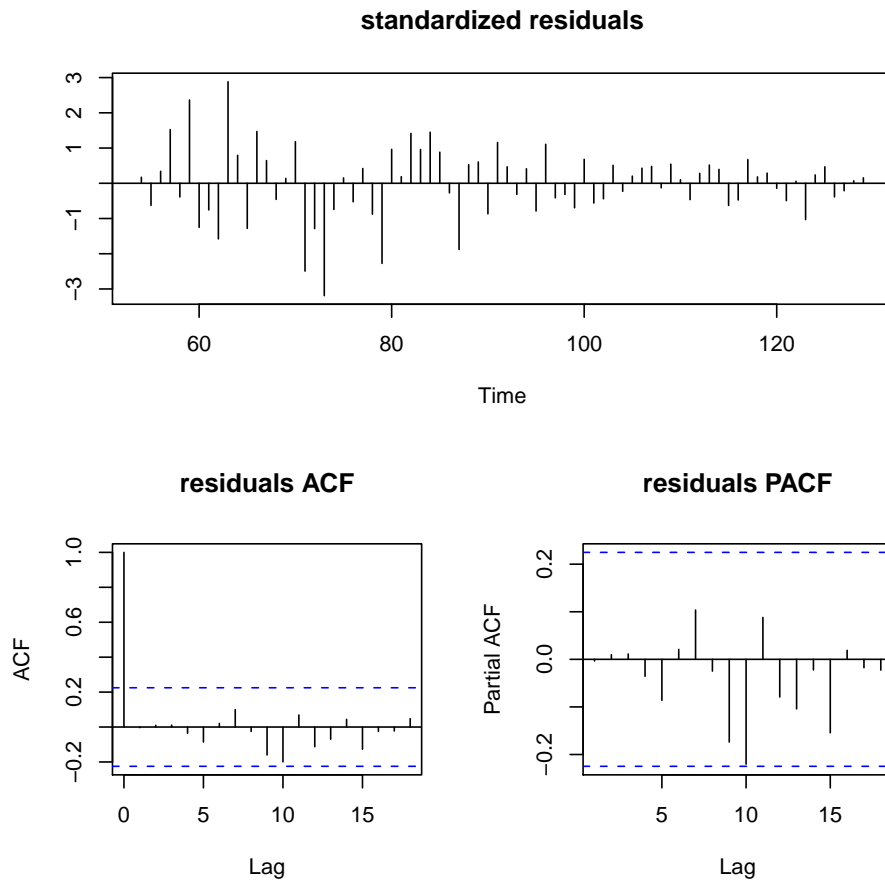 standardized residuals
3
2
1
−1
−3
60 80 100 120
Time
residuals ACF
ACF
1.0
0.6
0.2
−0.2
0 5 10 15
Lag
residuals PACF
Partial ACF
0.2
0.0
−0.2
5 10 15
Lag